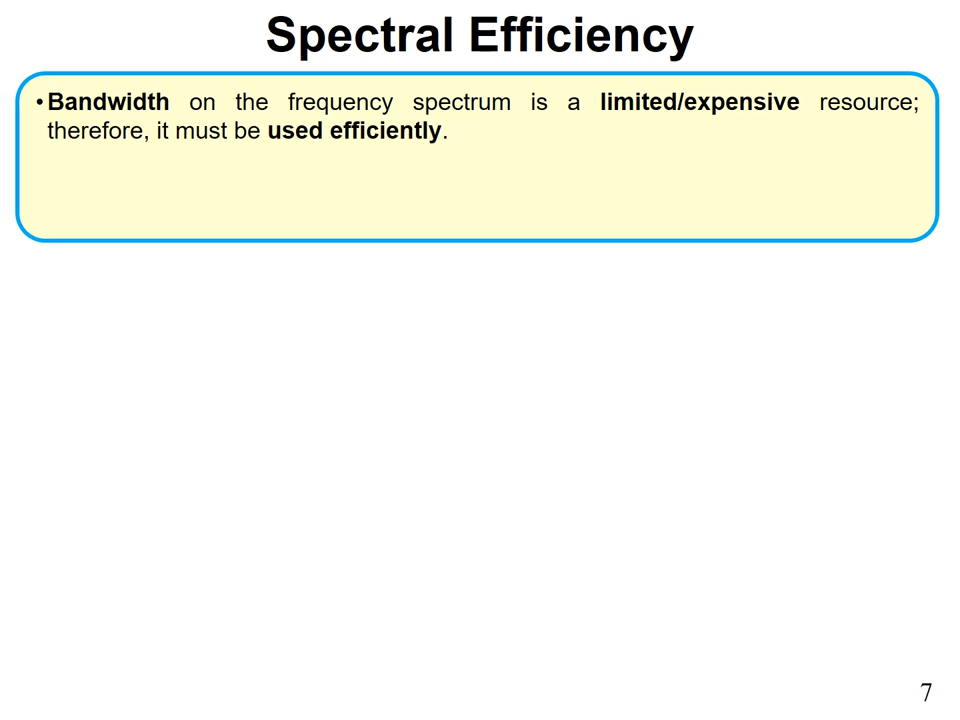 Spectral Efficiency
• Bandwidth on the frequency spectrum is a limited/expensive resource;
therefore, it must be used efficiently.
7